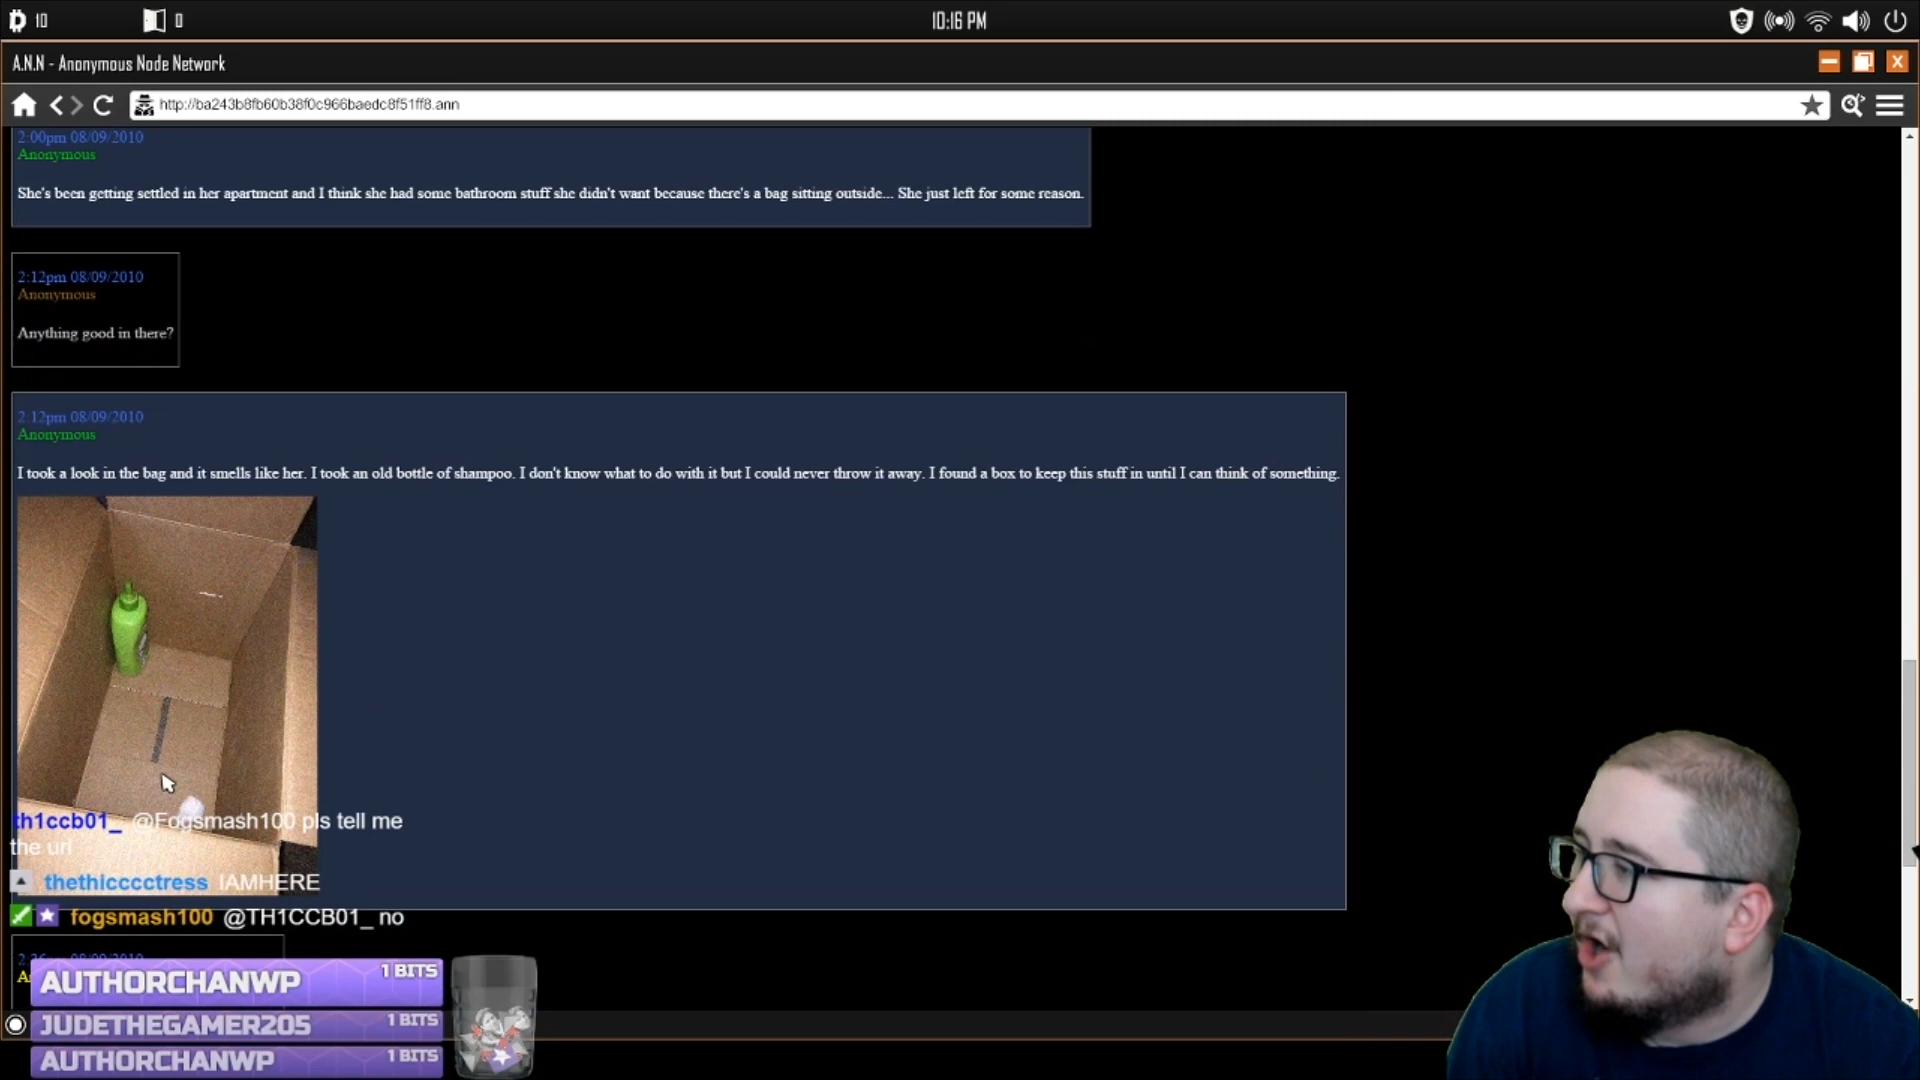 10
0
10:16 PM
A.N.N - Anonymous Node Network
http://ba243b8fb60b38f0c966baedc8f51ff8.ann
2:00pm 08/09/2010
Anonymous
She's been getting settled in her apartment and I think she had some bathroom stuff she didn't want because there's a bag sitting outside... She just left for some reason.
2:12pm 08/09/2010
Anonymous
Anything good in there?
2:12pm 08/09/2010
Anonymous
I took a look in the bag and it smells like her. I took an old bottle of shampoo. I don't know what to do with it but I could never throw it away. I found a box to keep this stuff in until I can think of something.
th1ccb01_ @Fogsmash100 pls tell me
the url
thethicccctress IAMHERE
fogsmash100 @TH1CCB01_ no
08/09/2010
AUTHORCHANWP 1 BITS
JUDETHEGAMER205 1 BITS
AUTHORCHANWP 1 BITS